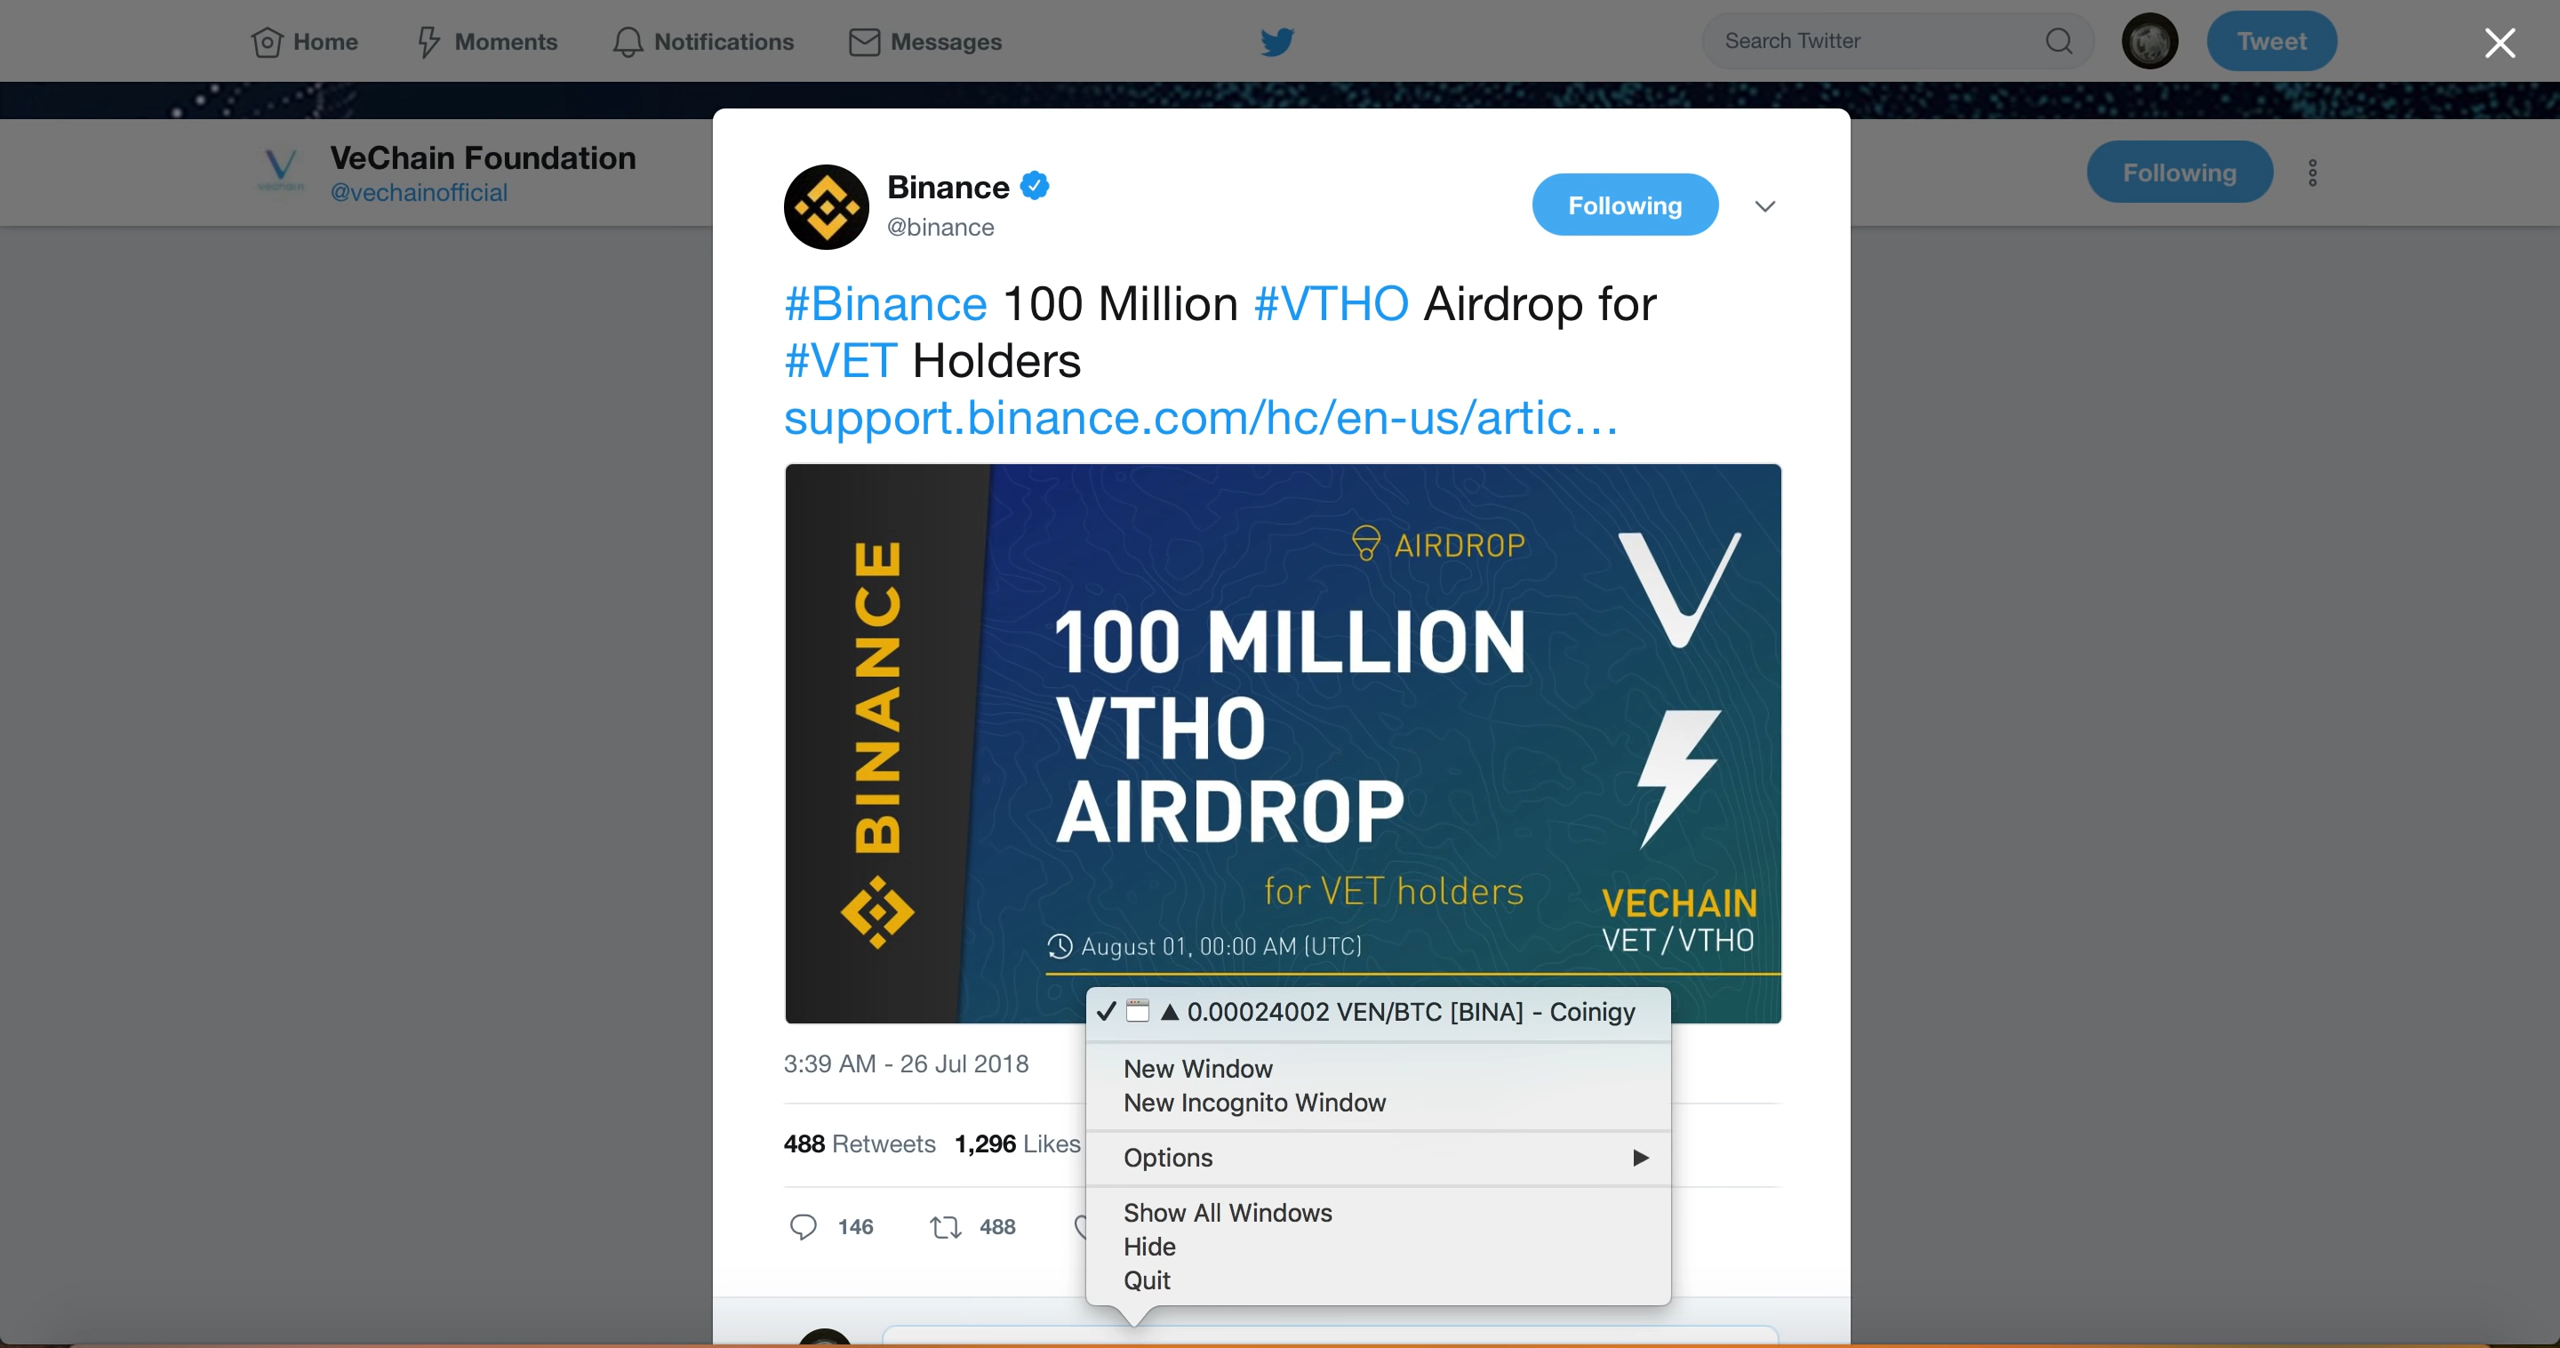 Home
Moments
Notifications
Messages
Search Twitter
Tweet
VeChain Foundation
@vechainofficial
Following
Binance
@binance
Following
#Binance 100 Million #VTHO Airdrop for
#VET Holders
support.binance.com/hc/en-us/artic…
BINANCE
AIRDROP
100 MILLION
VTHO
AIRDROP
for VET holders
August 01, 00:00 AM (UTC)
VECHAIN
VET/VTHO
3:39 AM - 26 Jul 2018
488 Retweets 1,296 Likes
146
488
✓ ▲ 0.00024002 VEN/BTC [BINA] - Coinigy
New Window
New Incognito Window
Options
Show All Windows
Hide
Quit